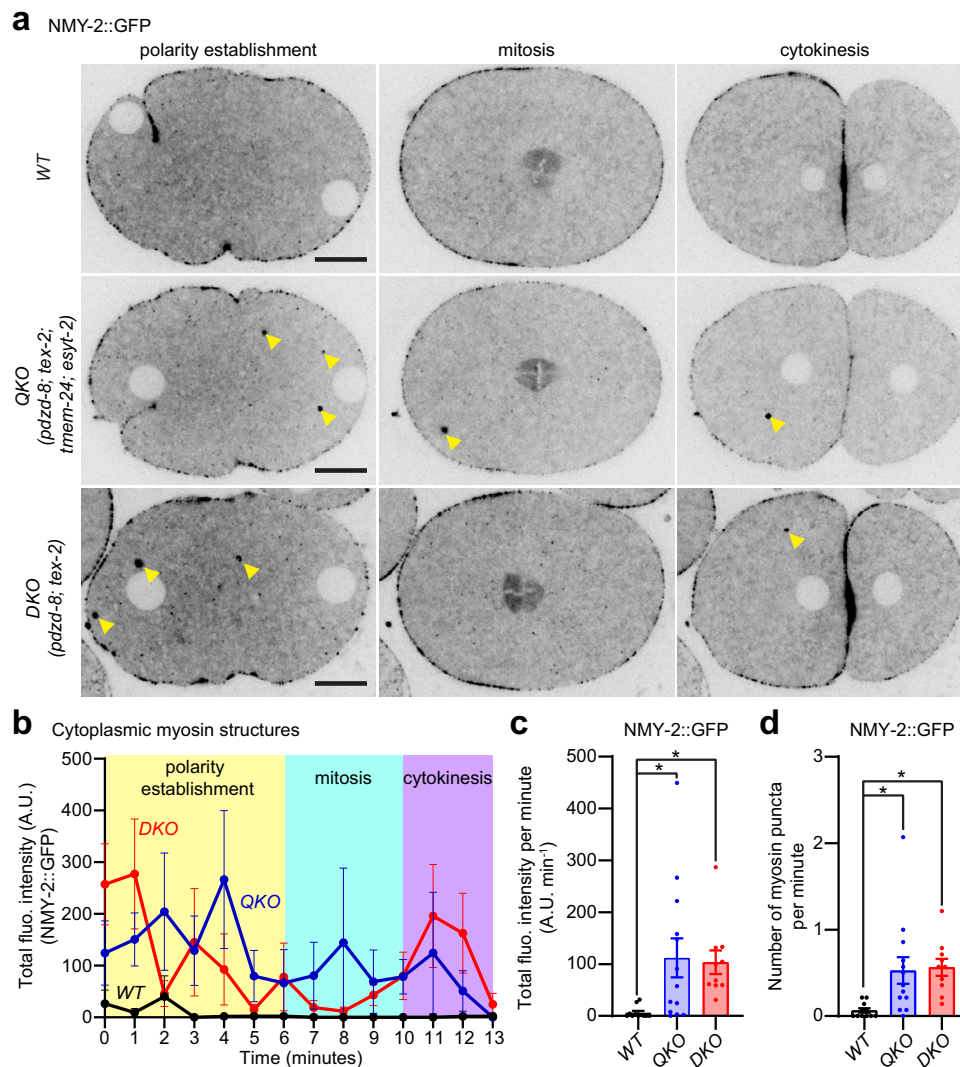 a NMY-2::GFP
polarity establishment mitosis cytokinesis
WT
QKO
(pdzd-8; tex-2;
tmem-24; esyt-2)
DKO
(pdzd-8; tex-2)
b Cytoplasmic myosin structures
Total fluo. intensity (A.U.)
(NMY-2::GFP)
500
400
300
200
100
0
polarity
establishment
mitosis
cytokinesis
DKO
QKO
WT
0 1 2 3 4 5 6 7 8 9 10 11 12 13
Time (minutes)
c NMY-2::GFP
Total fluo. intensity per minute
(A.U. min⁻¹)
500
400
300
200
100
0
*
*
WT QKO DKO
d NMY-2::GFP
Number of myosin puncta
per minute
3
2
1
0
*
*
WT QKO DKO